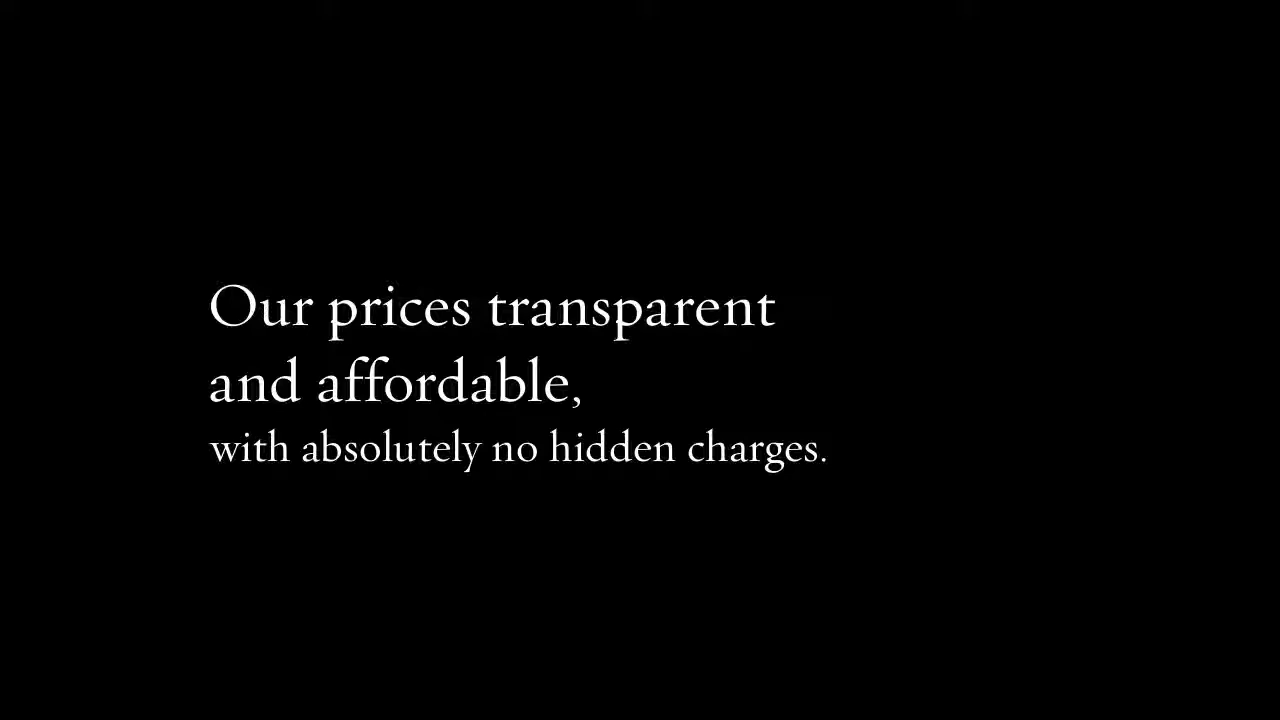 Our prices transparent
and affordable,
with absolutely no hidden charges.